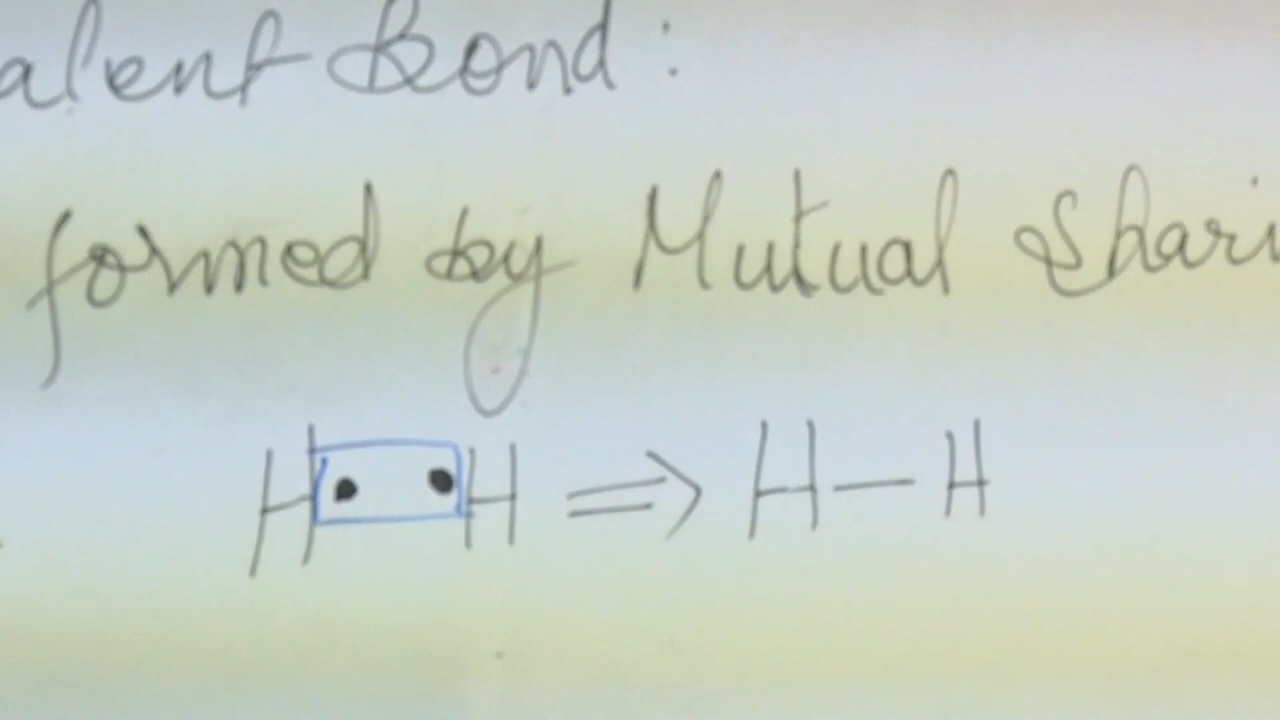 alent Bond:
formed by Mutual Shari
H • • H ⇒ H — H